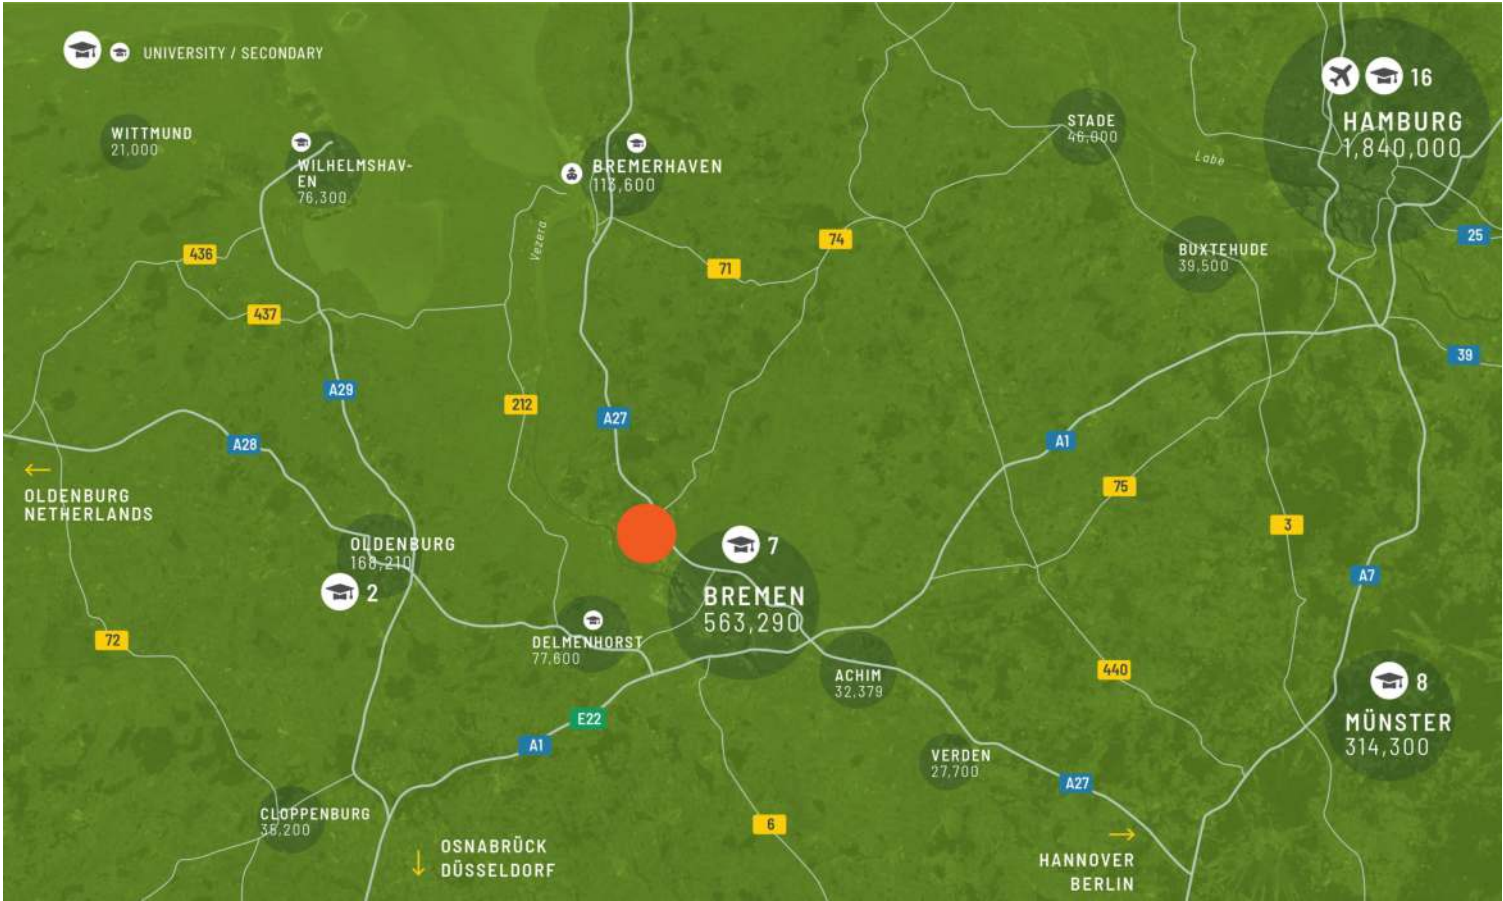 UNIVERSITY / SECONDARY
16
HAMBURG
1,840,000
STADE
46,000
WITTMUND
21,000
WILHELMSHAV-
EN
76,300
BREMERHAVEN
113,600
Labe
Vezera
25
BUXTEHUDE
39,500
436
74
71
437
39
A29
212
A27
A28
A1
75
OLDENBURG
NETHERLANDS
3
OLDENBURG
168,210
2
7
BREMEN
563,290
A7
72
DELMENHORST
77,600
ACHIM
32,379
440
8
MÜNSTER
314,300
E22
A1
VERDEN
27,700
A27
CLOPPENBURG
35,200
6
OSNABRÜCK
DÜSSELDORF
HANNOVER
BERLIN